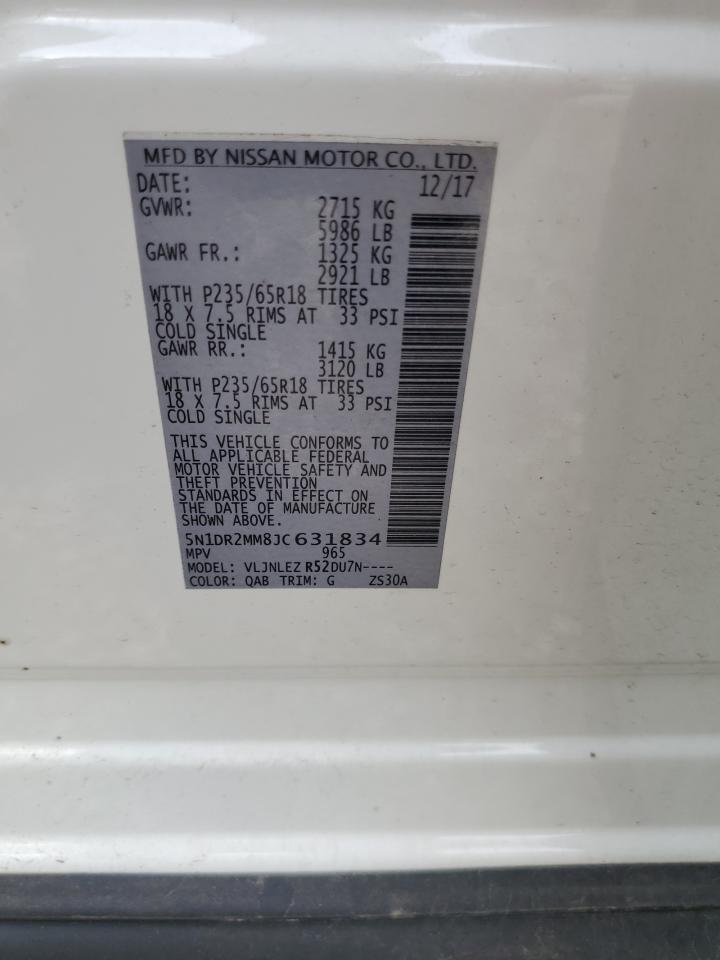 MFD BY NISSAN MOTOR CO., LTD.
DATE: 12/17
GVWR: 2715 KG
5986 LB
GAWR FR.: 1325 KG
2921 LB
WITH P235/65R18 TIRES
18 X 7.5 RIMS AT 33 PSI
COLD SINGLE
GAWR RR.: 1415 KG
3120 LB
WITH P235/65R18 TIRES
18 X 7.5 RIMS AT 33 PSI
COLD SINGLE
THIS VEHICLE CONFORMS TO
ALL APPLICABLE FEDERAL
MOTOR VEHICLE SAFETY AND
THEFT PREVENTION
STANDARDS IN EFFECT ON
THE DATE OF MANUFACTURE
SHOWN ABOVE.
5N1DR2MM8JC631834
MPV 965
MODEL: VLJNLEZ R52DU7N----
COLOR: QAB TRIM: G ZS30A